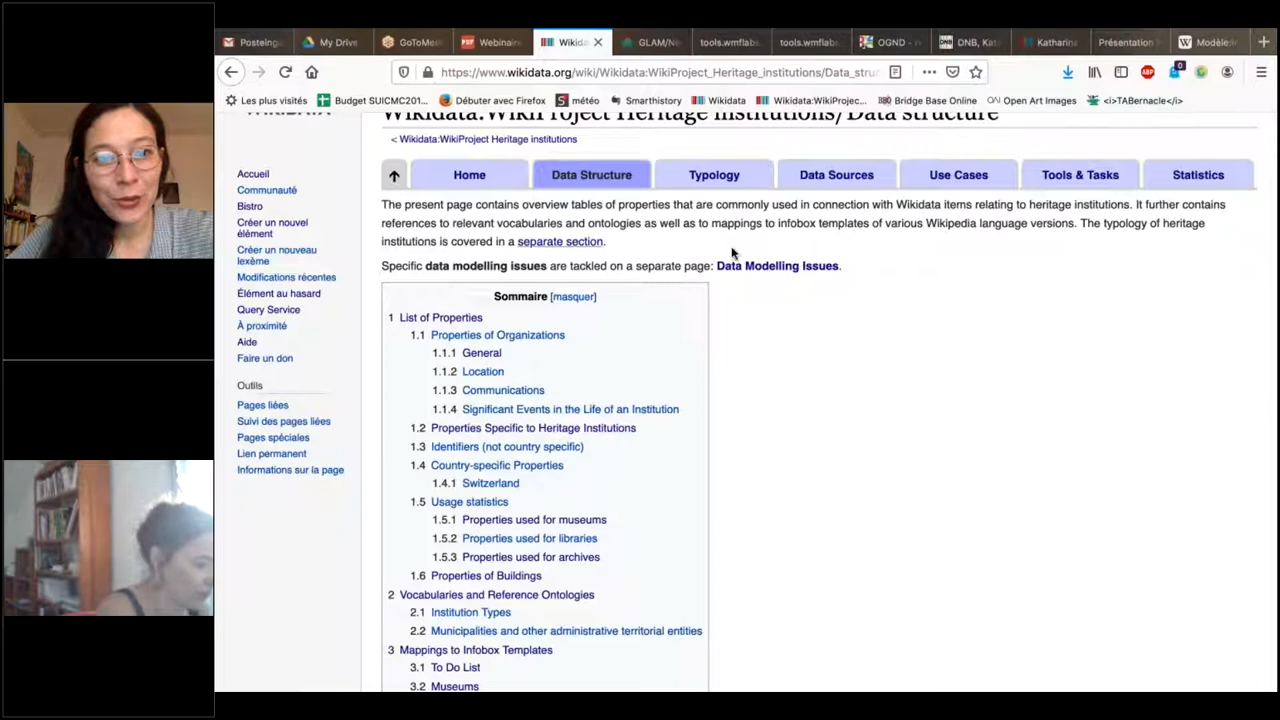 Posteing
My Drive
GoToMee
Webinaire
Wikida
GLAM/Ne
tools.wmflabs
tools.wmflabs
OGND - r
DNB, Kat
Katharina
Présentation
Modèle
https://www.wikidata.org/wiki/Wikidata:WikiProject_Heritage_institutions/Data_stru
Les plus visités
Budget SUICMC201...
Débuter avec Firefox
météo
Smarthistory
Wikidata
Wikidata:WikiProjec...
Bridge Base Online
Open Art Images
<i>TABernacle</i>
WIKIDATA
Wikidata:WikiProject Heritage institutions/Data structure
< Wikidata:WikiProject Heritage institutions
Home
Data Structure
Typology
Data Sources
Use Cases
Tools & Tasks
Statistics
Accueil
Communauté
Bistro
Créer un nouvel
élément
Créer un nouveau
lexème
Modifications récentes
Élément au hasard
Query Service
À proximité
Aide
Faire un don
Outils
Pages liées
Suivi des pages liées
Pages spéciales
Lien permanent
Informations sur la page
The present page contains overview tables of properties that are commonly used in connection with Wikidata items relating to heritage institutions. It further contains
references to relevant vocabularies and ontologies as well as to mappings to infobox templates of various Wikipedia language versions. The typology of heritage
institutions is covered in a separate section.
Specific data modelling issues are tackled on a separate page: Data Modelling Issues.
Sommaire [masquer]
1 List of Properties
1.1 Properties of Organizations
1.1.1 General
1.1.2 Location
1.1.3 Communications
1.1.4 Significant Events in the Life of an Institution
1.2 Properties Specific to Heritage Institutions
1.3 Identifiers (not country specific)
1.4 Country-specific Properties
1.4.1 Switzerland
1.5 Usage statistics
1.5.1 Properties used for museums
1.5.2 Properties used for libraries
1.5.3 Properties used for archives
1.6 Properties of Buildings
2 Vocabularies and Reference Ontologies
2.1 Institution Types
2.2 Municipalities and other administrative territorial entities
3 Mappings to Infobox Templates
3.1 To Do List
3.2 Museums